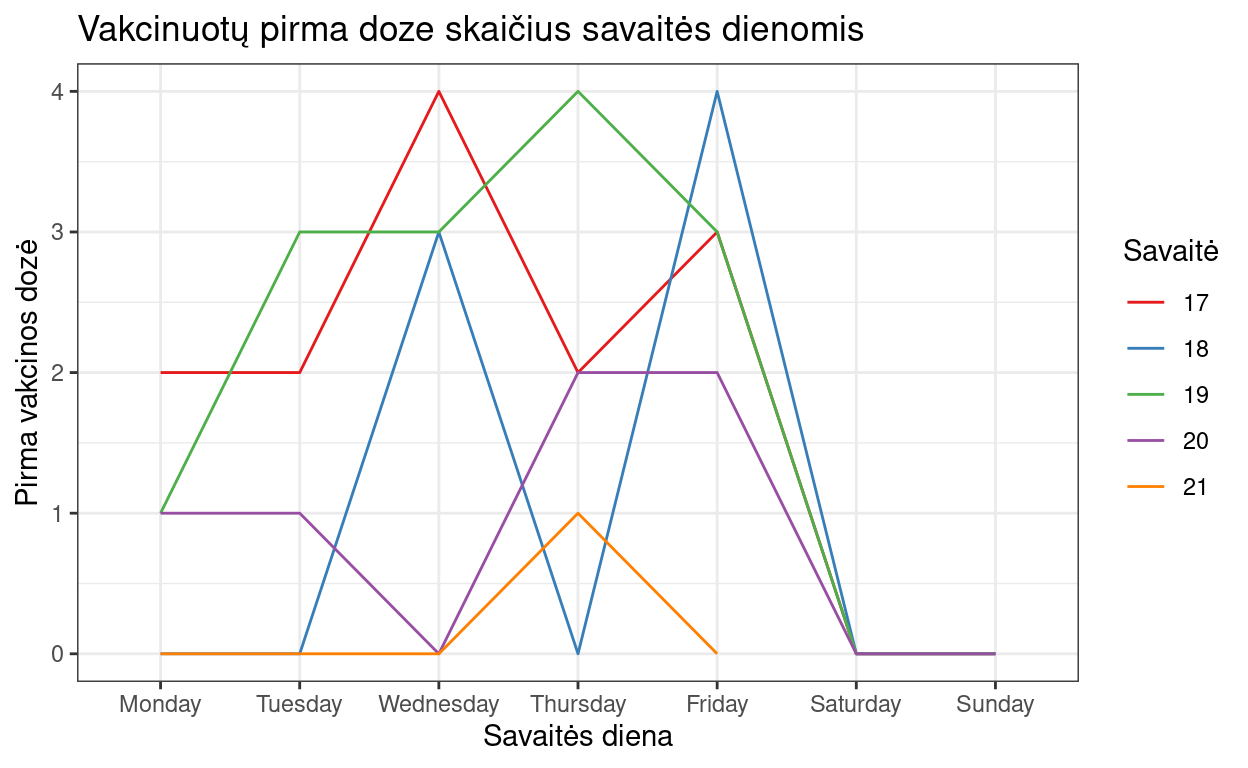 Vakcinuotų pirma doze skaičius savaitės dienomis
Pirma vakcinos dozė
4
3
2
1
0
Monday Tuesday Wednesday Thursday Friday Saturday Sunday
Savaitės diena
Savaitė
17
18
19
20
21